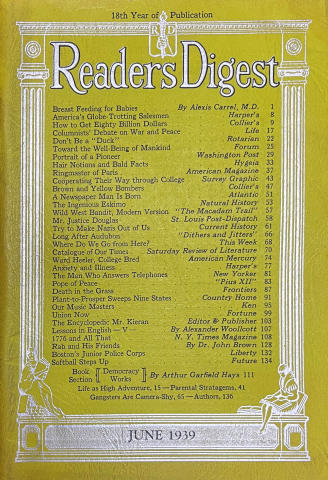 18th Year of Publication
R D
Reader's Digest
Breast Feeding for Babies By Alexis Carrel, M.D. 1
America's Globe-Trotting Salesmen Harper's 8
How to Get Eighty Billion Dollars Collier's 9
Columnists' Debate on War and Peace Life 17
Don't Be a "Duck" Rotarian 22
Toward the Well-Being of Mankind Forum 25
Portrait of a Pioneer Washington Post 29
Hair Notions and Bald Facts Hygeia 33
Ringmaster of Paris American Magazine 37
Cooperating Their Way through College Survey Graphic 43
Brown and Yellow Bombers Collier's 47
A Newspaper Man Is Born Atlantic 51
The Ingenious Eskimo Natural History 53
Wild West Bandit, Modern Version "The Macadam Trail" 57
Mr. Justice Douglas St. Louis Post-Dispatch 58
Try to Make Nazis Out of Us Current History 61
Long After Audubon "Dithers and Jitters" 66
Where Do We Go from Here? This Week 68
Catalogue of Our Times Saturday Review of Literature 70
Ward Heeler, College Bred American Mercury 74
Anxiety and Illness Harper's 77
The Man Who Answers Telephones New Yorker 81
Pope of Peace "Pius XII" 83
Death in the Grass Frontiers 87
Plant-to-Prosper Sweeps Nine States Country Home 91
Our Music Masters Ken 95
Union Now Fortune 99
The Encyclopedic Mr. Kieran Editor & Publisher 103
Lessons in English — V By Alexander Woollcott 107
1776 and All That N. Y. Times Magazine 108
Rab and His Friends By Dr. John Brown 128
Boston's Junior Police Corps Liberty 132
Softball Steps Up Future 134
Book Section [ Democracy Works ] By Arthur Garfield Hays 111
Life as High Adventure, 15 — Parental Stratagems, 41
Gangsters Are Camera-Shy, 65 — Authors, 136
JUNE 1939